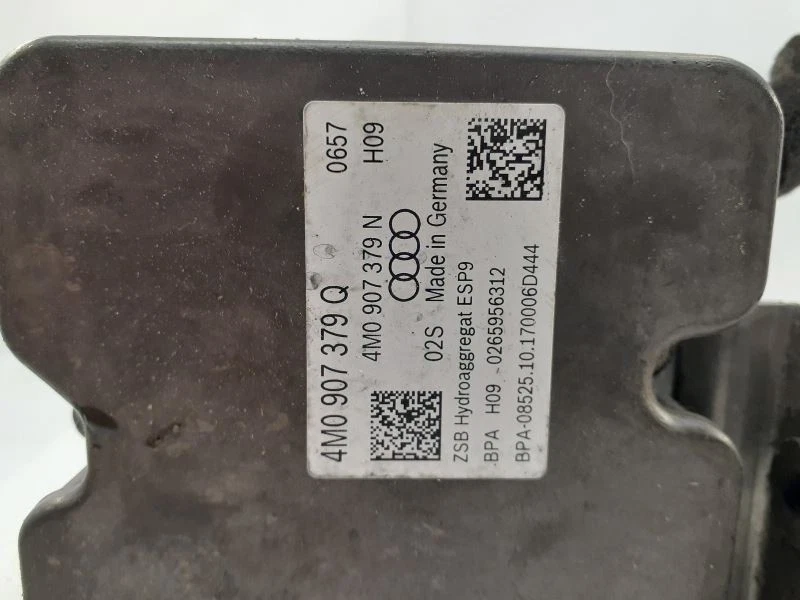 4M0 907 379 Q 0657
4M0 907 379 N H09
02S Made in Germany
ZSB Hydroaggregat ESP9
BPA H09 0265956312
BPA-08525.10.170006D444